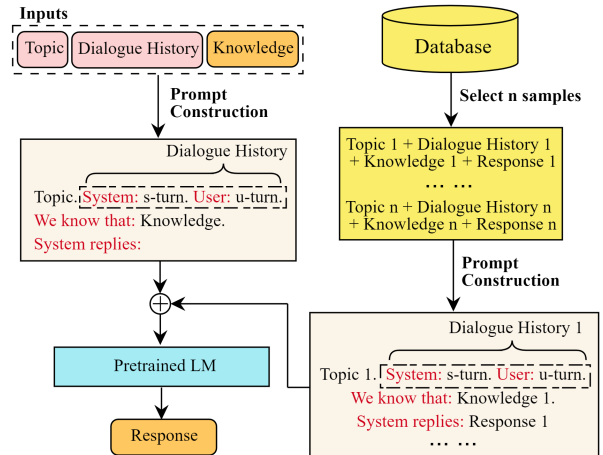 Inputs
Topic
Dialogue History
Knowledge
Prompt
Construction
Dialogue History
Topic. System: s-turn. User: u-turn.
We know that: Knowledge.
System replies:
Pretrained LM
Response
Database
Select n samples
Topic 1 + Dialogue History 1
+ Knowledge 1 + Response 1
... ...
Topic n + Dialogue History n
+ Knowledge n + Response n
Prompt
Construction
Dialogue History 1
Topic 1. System: s-turn. User: u-turn.
We know that: Knowledge 1.
System replies: Response 1
... ...